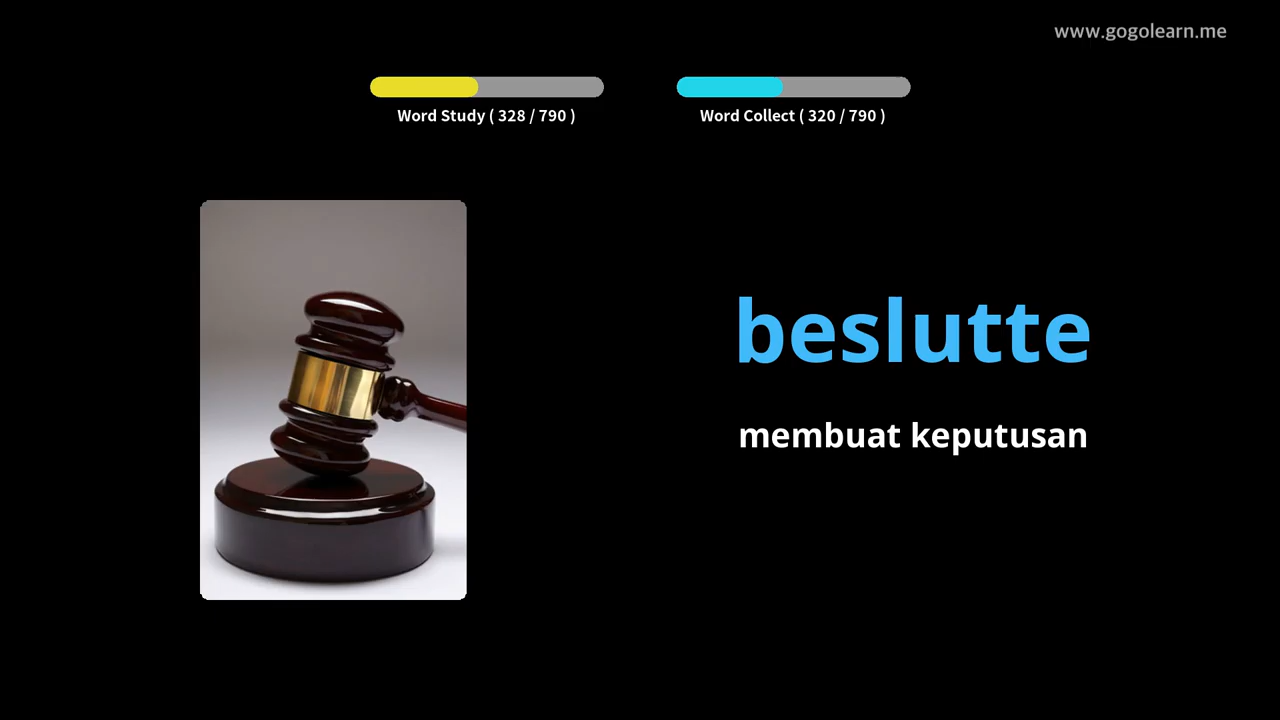 www.gogolearn.me
Word Study ( 328 / 790 )
Word Collect ( 320 / 790 )
beslutte
membuat keputusan